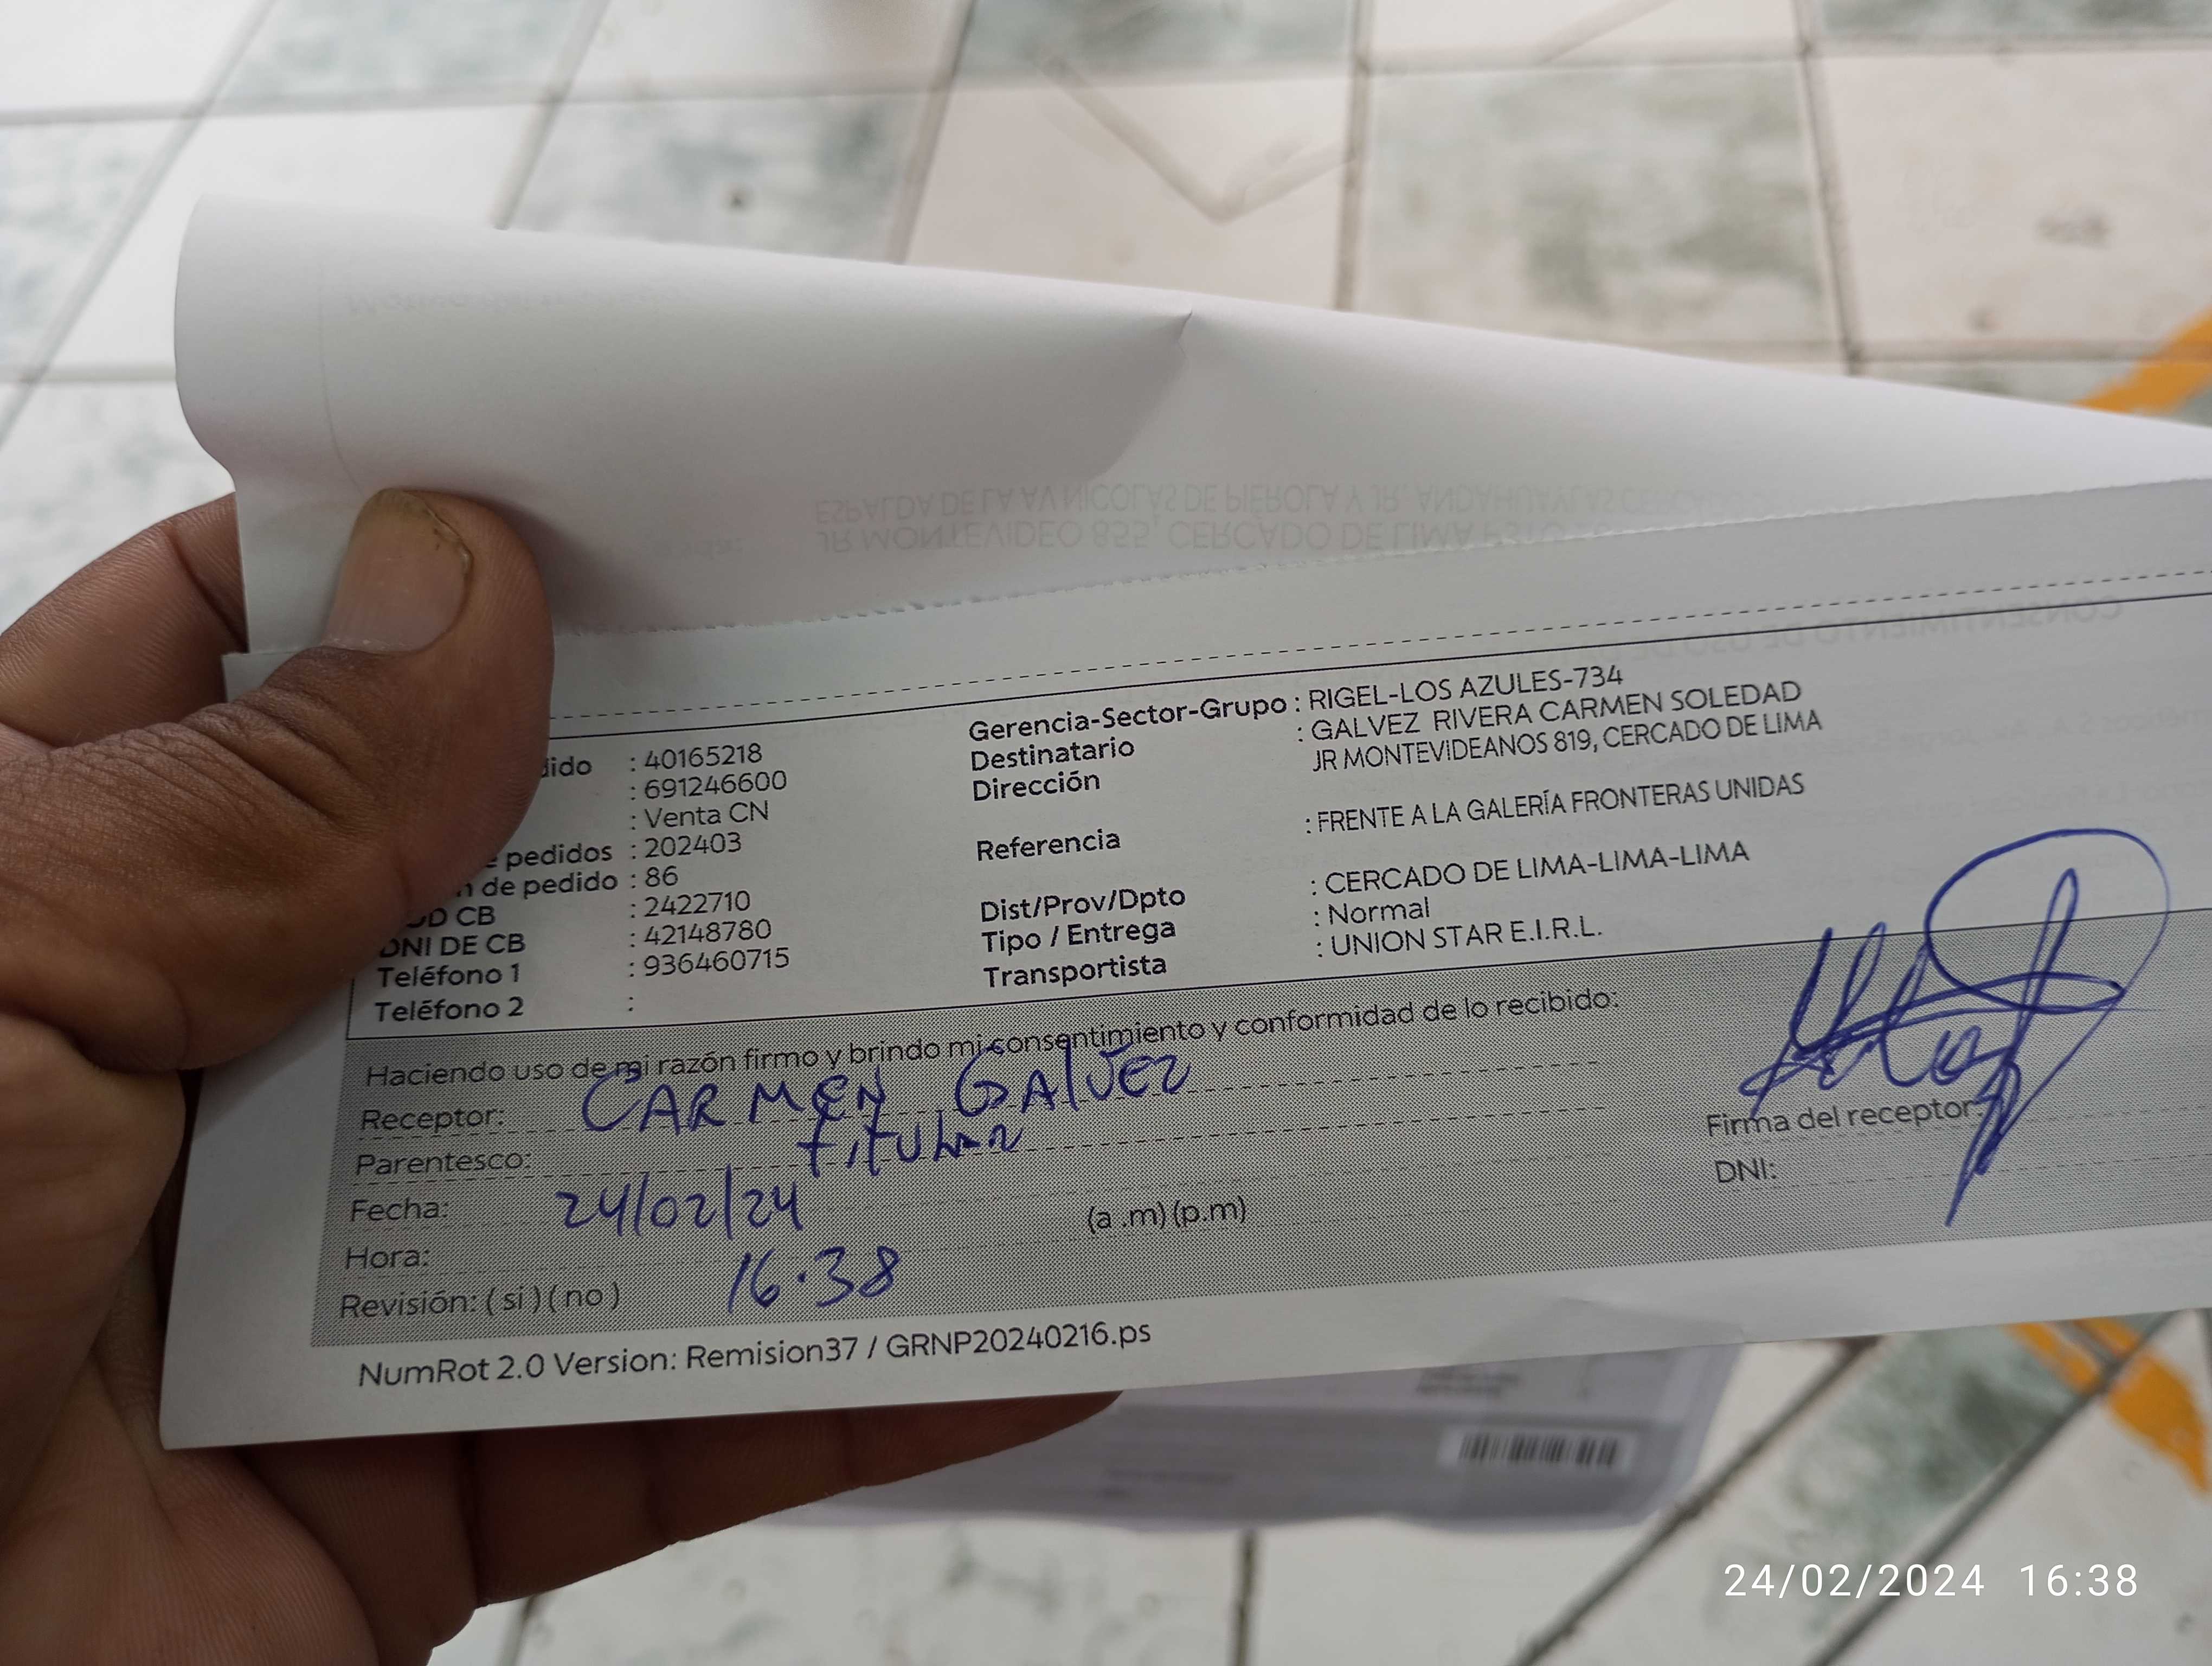 Gerencia-Sector-Grupo : RIGEL-LOS AZULES-734
Destinatario : GALVEZ RIVERA CARMEN SOLEDAD
Dirección JR MONTEVIDEANOS 819, CERCADO DE LIMA
Referencia : FRENTE A LA GALERÍA FRONTERAS UNIDAS
Dist/Prov/Dpto : CERCADO DE LIMA-LIMA-LIMA
Tipo / Entrega : Normal
Transportista : UNION STAR E.I.R.L.
: 40165218
: 691246600
: Venta CN
pedidos : 202403
de pedido : 86
CB : 2422710
DNI DE CB : 42148780
Teléfono 1 : 936460715
Teléfono 2 :
Haciendo uso de mi razón firmo y brindo mi consentimiento y conformidad de lo recibido:
Receptor: CARMEN GALVEZ
Parentesco: titular
Fecha: 24/02/24
Hora: 16.38 (a .m) (p.m)
Revisión: ( si ) ( no )
Firma del receptor:
DNI:
NumRot 2.0 Version: Remision37 / GRNP20240216.ps
24/02/2024 16:38